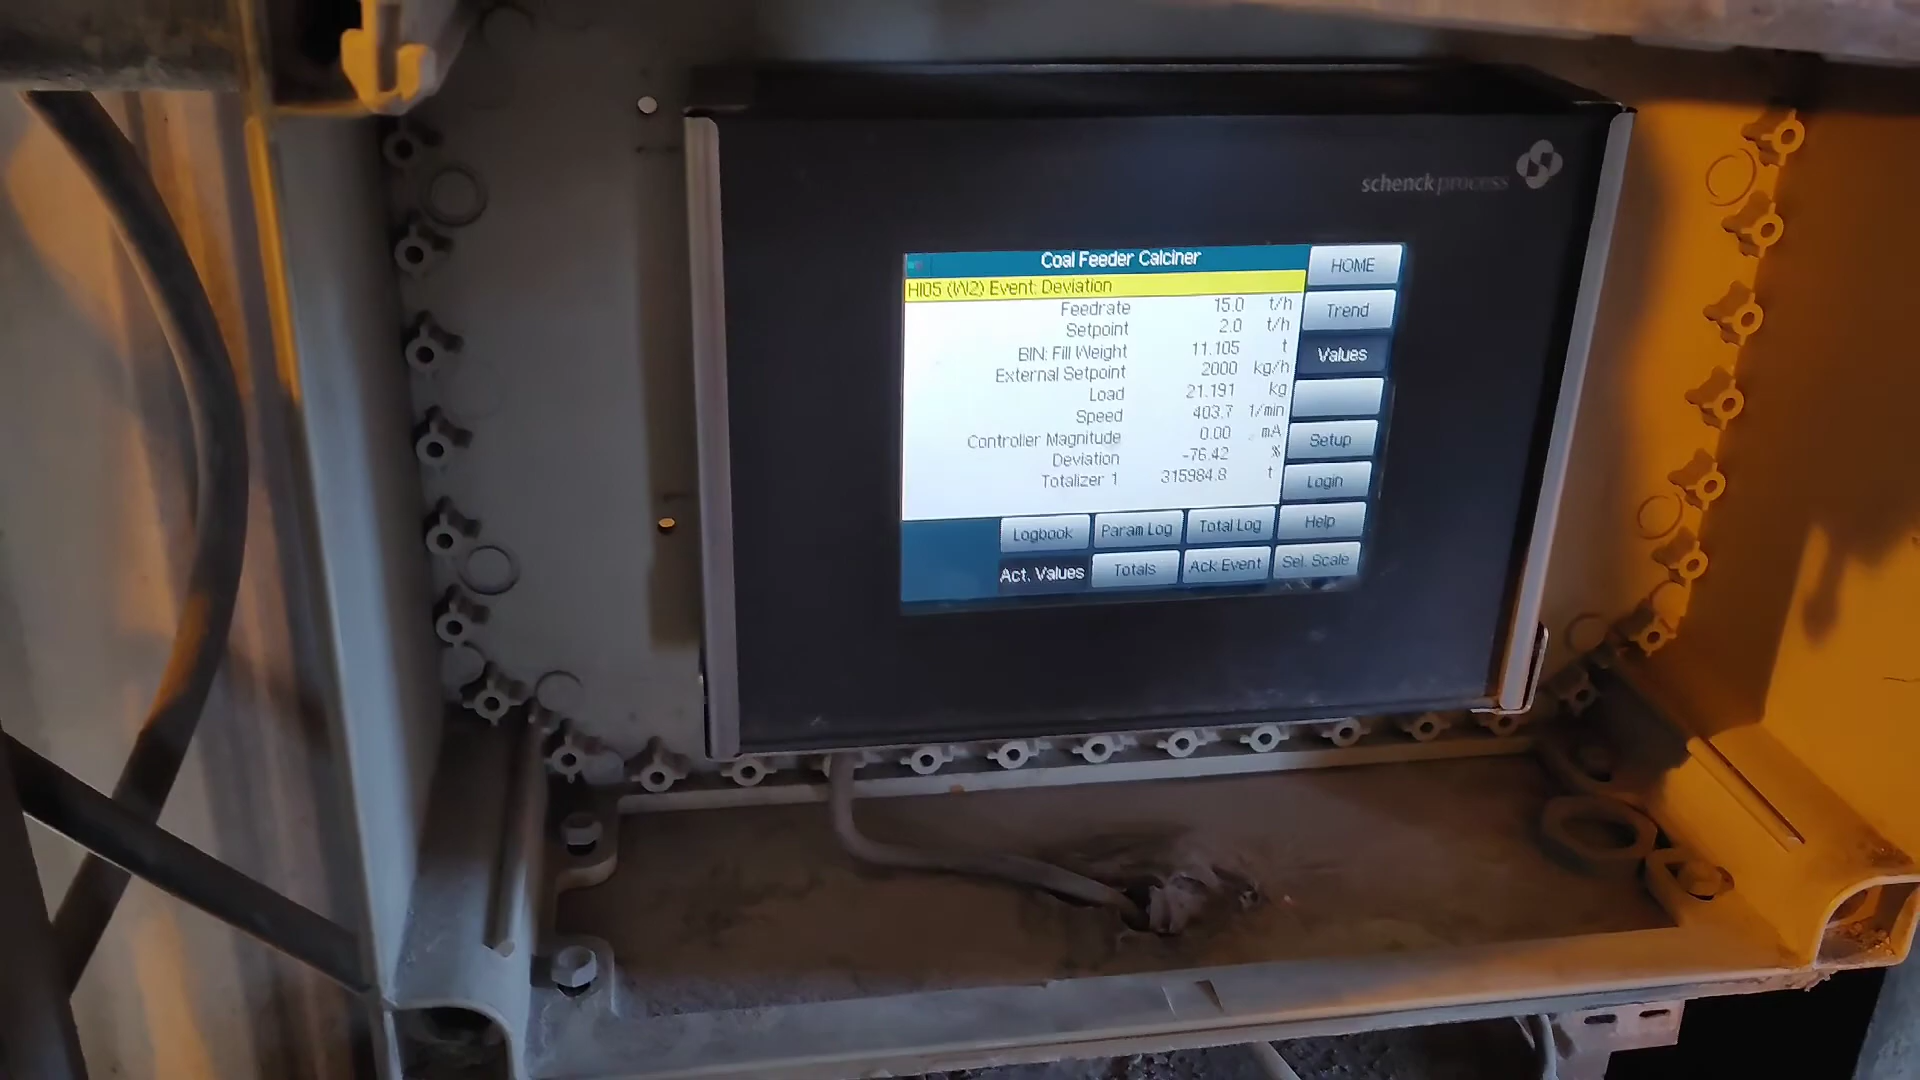 schenck process
Coal Feeder Calciner
HI05 (W2) Event: Deviation
Feedrate 15.0 t/h
Setpoint 2.0 t/h
BIN: Fill Weight 11.105 t
External Setpoint 2000 kg/h
Load 21.191 kg
Speed 403.7 1/min
Controller Magnitude 0.00 mA
Deviation -76.42 %
Totalizer 1 315984.8 t
HOME
Trend
Values
Setup
Login
Logbook Param Log Total Log Help
Act. Values Totals Ack Event Sel. Scale